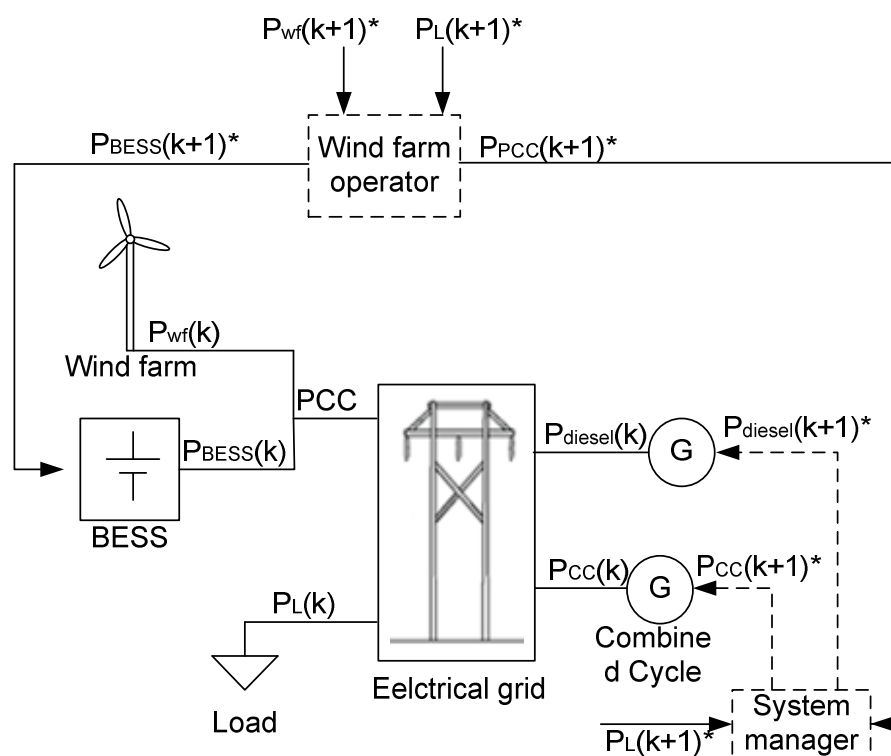 Pwf(k+1)*
PL(k+1)*
PBESS(k+1)*
Wind farm
operator
PPCC(k+1)*
Pwf(k)
Wind farm
PCC
PBESS(k)
BESS
Pdiesel(k)
G
Pdiesel(k+1)*
PCC(k)
G
PCC(k+1)*
Combine
d Cycle
PL(k)
Load
Eelctrical grid
System
manager
PL(k+1)*